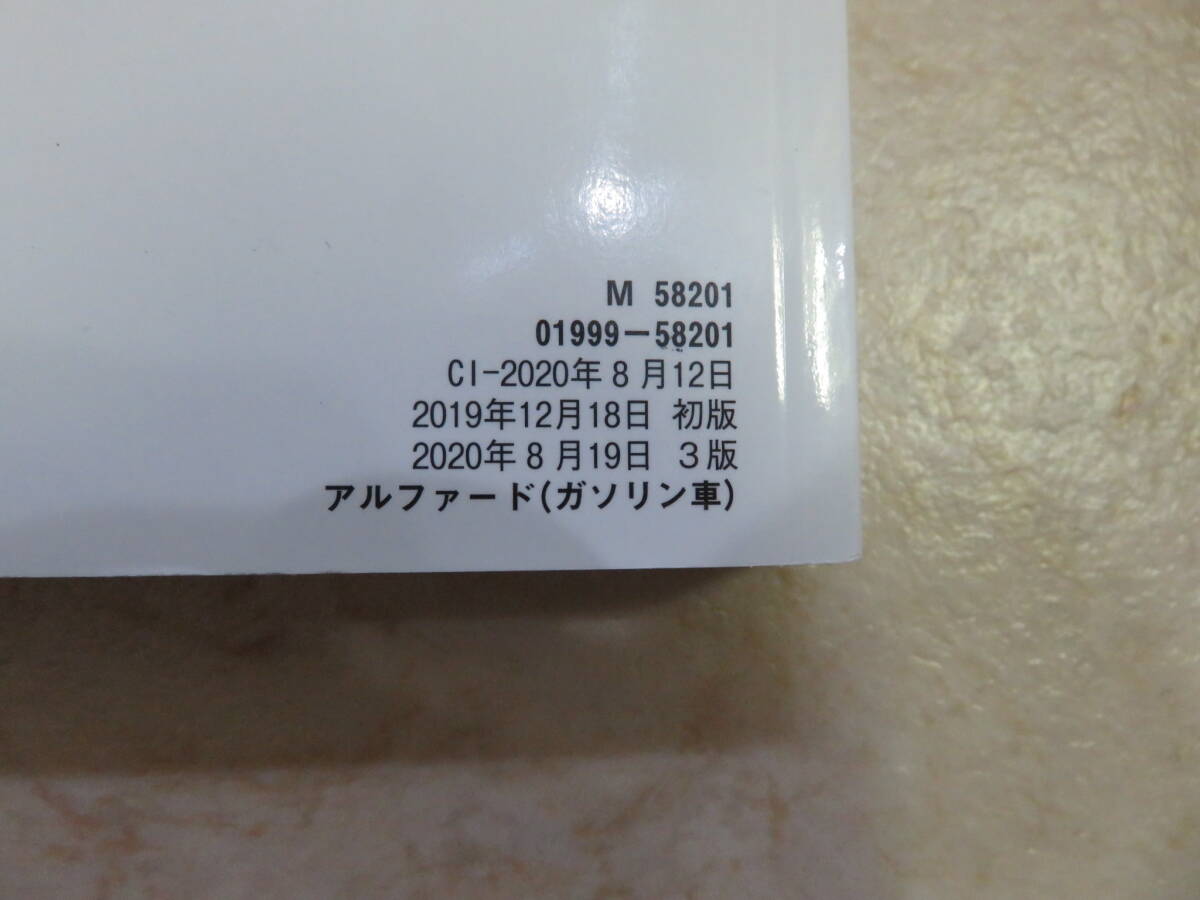 M 58201
01999-58201
CI-2020年8月12日
2019年12月18日 初版
2020年8月19日 3版
アルファード(ガソリン車)